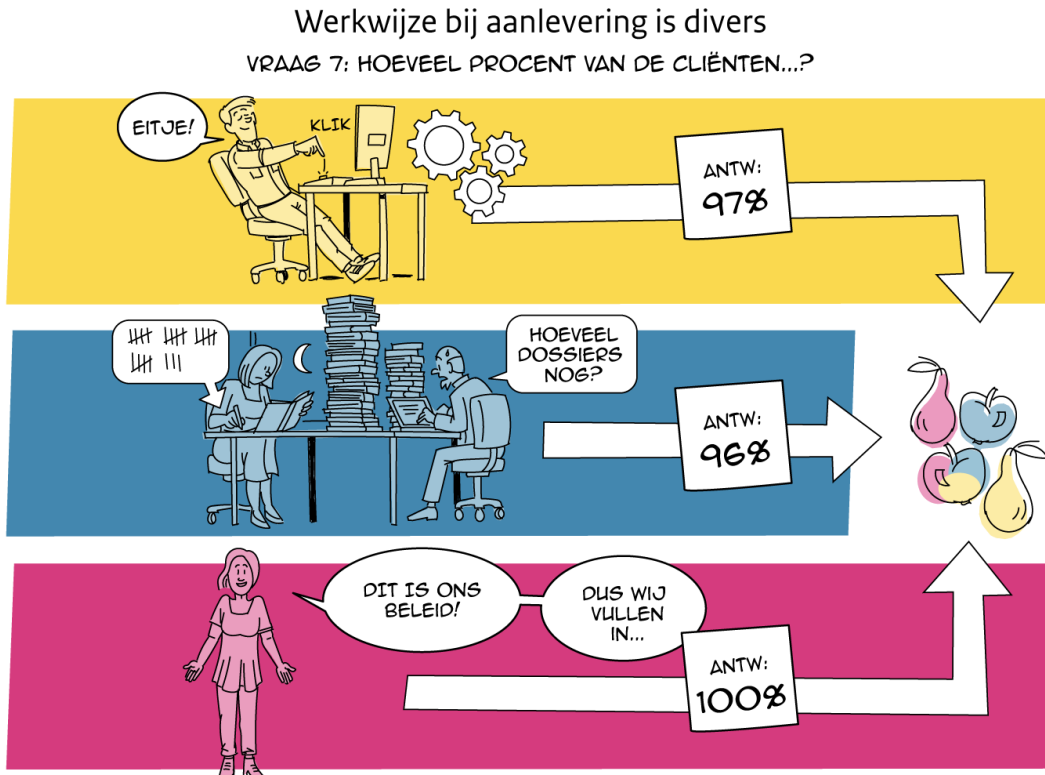 Werkwijze bij aanlevering is divers
VRAAG 7: HOEVEEL PROCENT VAN DE CLIËNTEN...?
EITJE!
KLIK
ANTW:
97%
HOEVEEL
DOSSIERS
NOG?
ANTW:
96%
DIT IS ONS
BELEID!
DUS WIJ
VULLEN
IN...
ANTW:
100%